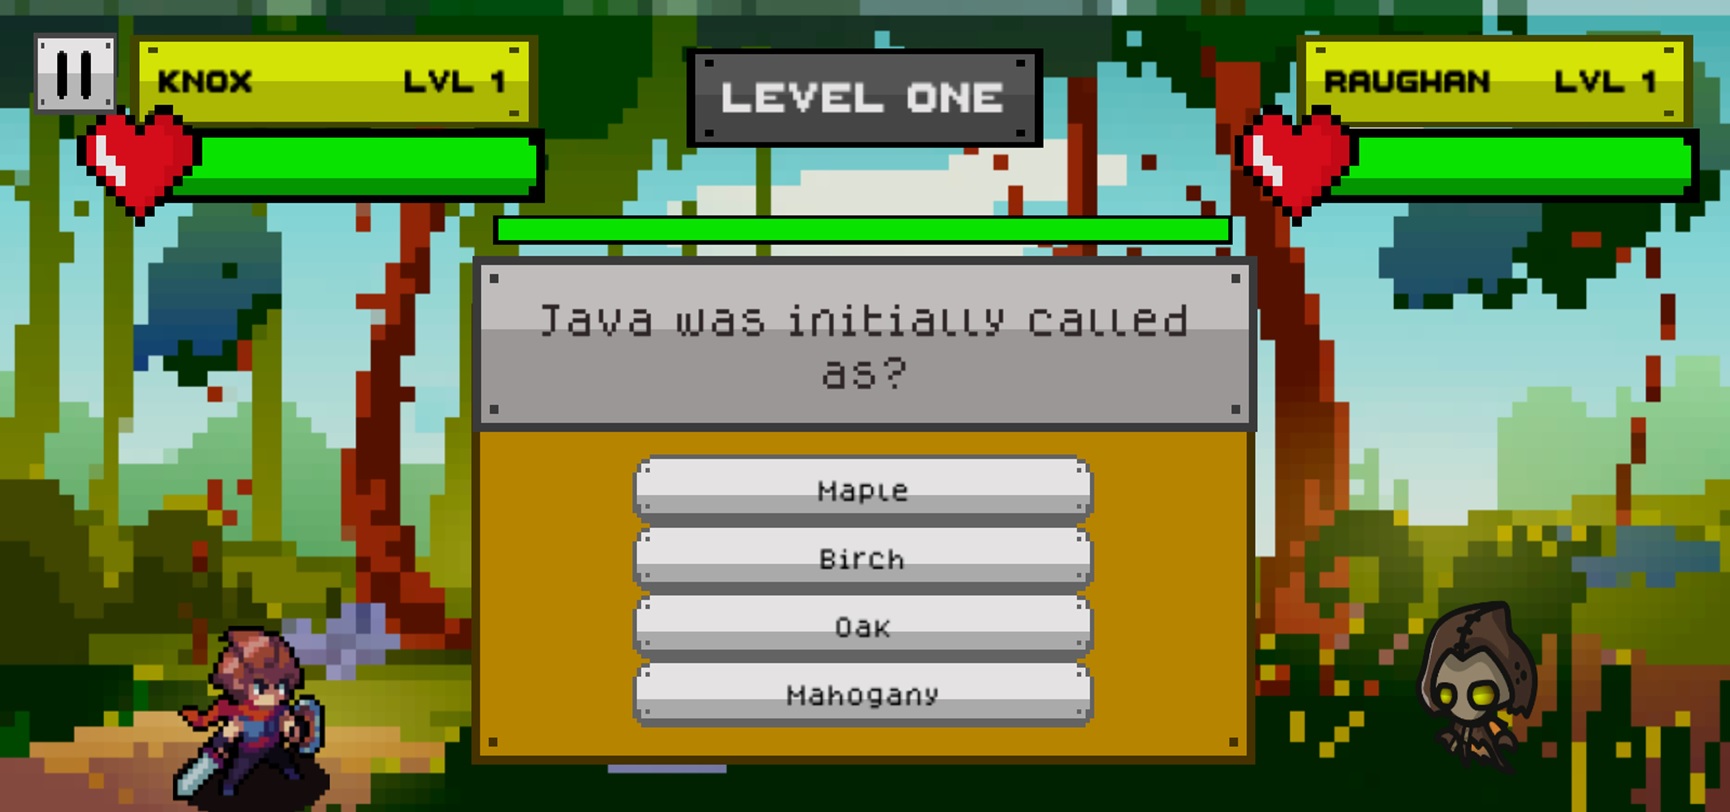 KNOX LVL 1
LEVEL ONE
RAUGHAN LVL 1
Java was initially called
as?
Maple
Birch
Oak
Mahogany